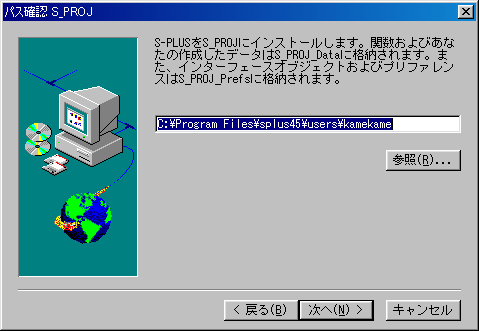 パス確認 S_PROJ
S-PLUSをS_PROJにインストールします。関数およびあな
たの作成したデータはS_PROJ_Dataに格納されます。ま
た、インターフェースオブジェクトおよびプリファレン
スはS_PROJ_Prefsに格納されます。
C:¥Program Files¥splus45¥users¥kamekame
参照(R)...
< 戻る(B)
次へ(N) >
キャンセル